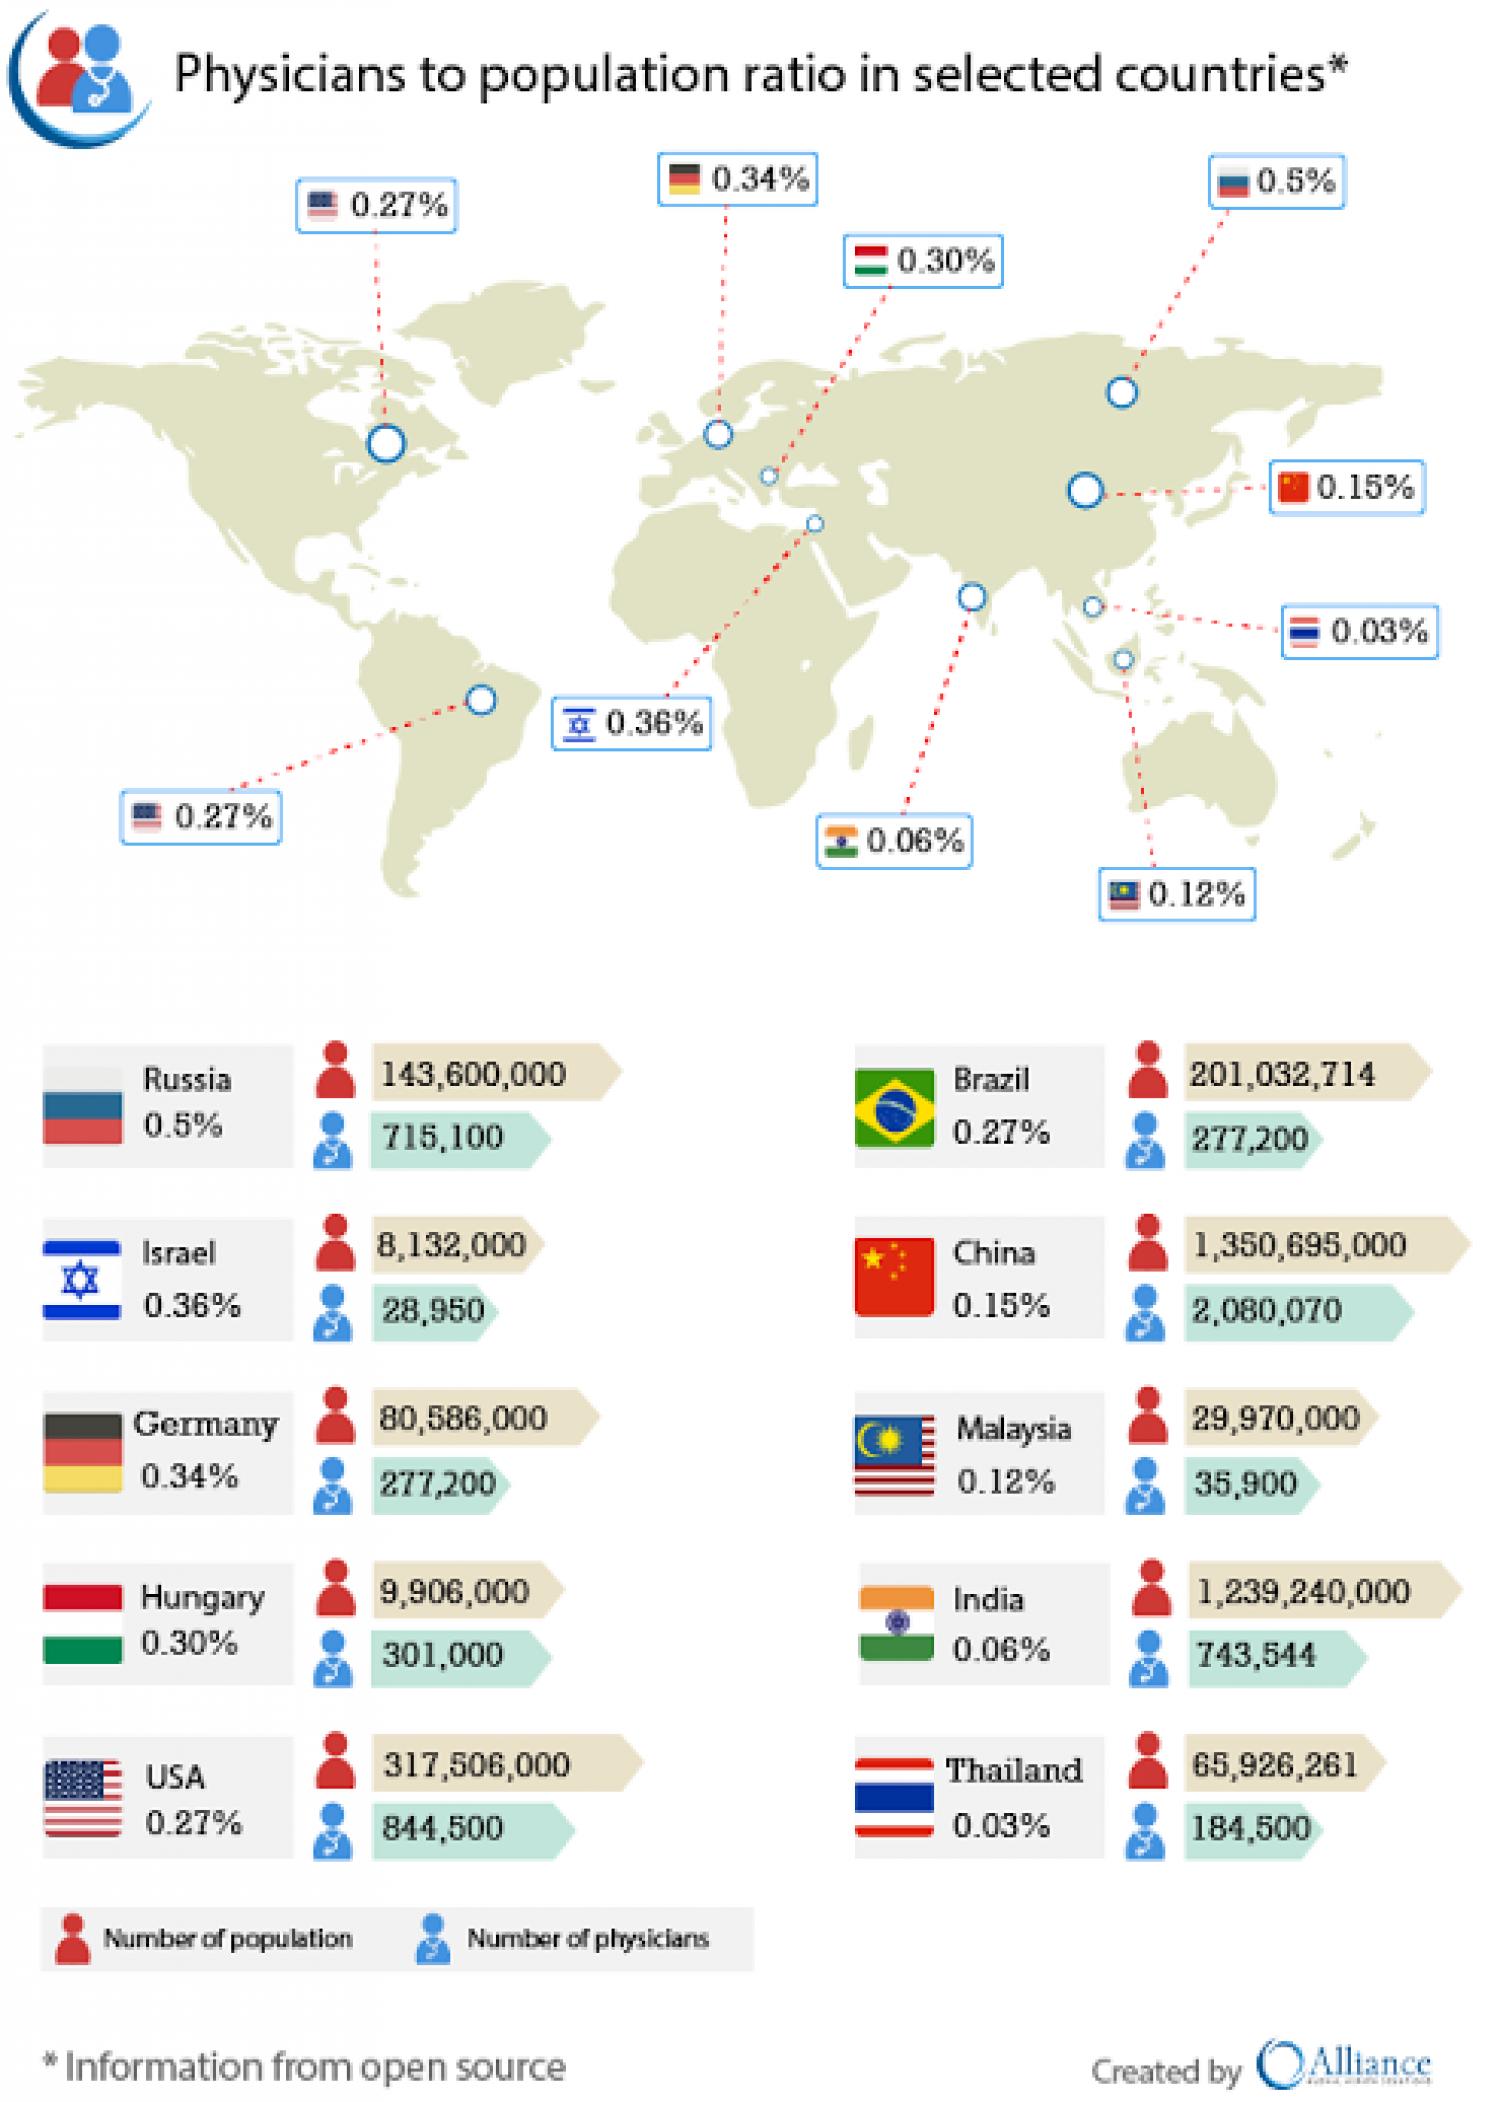 Physicians to population ratio in selected countries*
0.27%
0.34%
0.5%
0.30%
0.15%
0.03%
0.36%
0.27%
0.06%
0.12%
Russia
0.5%
143,600,000
715,100
Brazil
0.27%
201,032,714
277,200
Israel
0.36%
8,132,000
28,950
China
0.15%
1,350,695,000
2,080,070
Germany
0.34%
80,586,000
277,200
Malaysia
0.12%
29,970,000
35,900
Hungary
0.30%
9,906,000
301,000
India
0.06%
1,239,240,000
743,544
USA
0.27%
317,506,000
844,500
Thailand
0.03%
65,926,261
184,500
Number of population
Number of physicians
* Information from open source
Created by Alliance